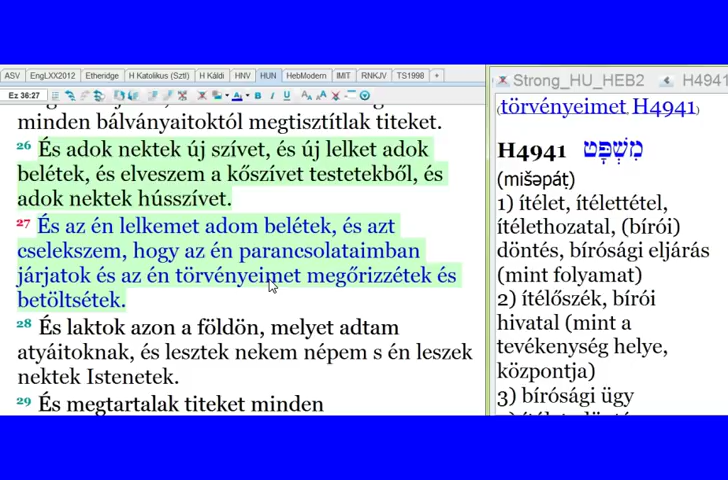 ASV EngLXX2012 Etheridge H Katolikus (Sztl) H Káldi HNV HUN HebModern IMIT RNKJV TS1998 +
Ez 36:27
minden bálványaitoktól megtisztítlak titeket.
26 És adok nektek új szívet, és új lelket adok
belétek, és elveszem a kőszívet testetekből, és
adok nektek hússzívet.
27 És az én lelkemet adom belétek, és azt
cselekszem, hogy az én parancsolataimban
járjatok és az én törvényeimet megőrizzétek és
betöltsétek.
28 És laktok azon a földön, melyet adtam
atyáitoknak, és lesztek nekem népem s én leszek
nektek Istenetek.
29 És megtartalak titeket minden
Strong_HU_HEB2 H4941
(törvényeimet, H4941)
H4941 מִשְׁפָּט
(mišəpát)
1) ítélet, ítélettétel,
ítélethozatal, (bírói)
döntés, bírósági eljárás
(mint folyamat)
2) ítélőszék, bírói
hivatal (mint a
tevékenység helye,
központja)
3) bírósági ügy